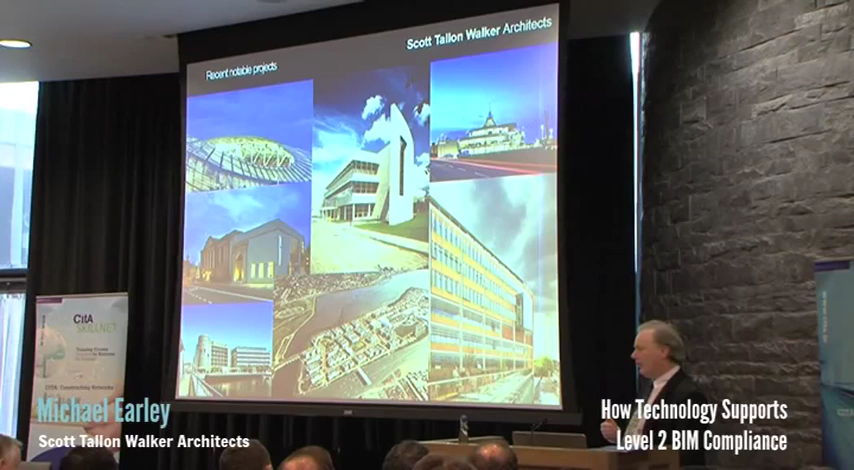 Scott Tallon Walker Architects
Recent notable projects
CITA
SKILLNET
Michael Earley
Scott Tallon Walker Architects
How Technology Supports
Level 2 BIM Compliance